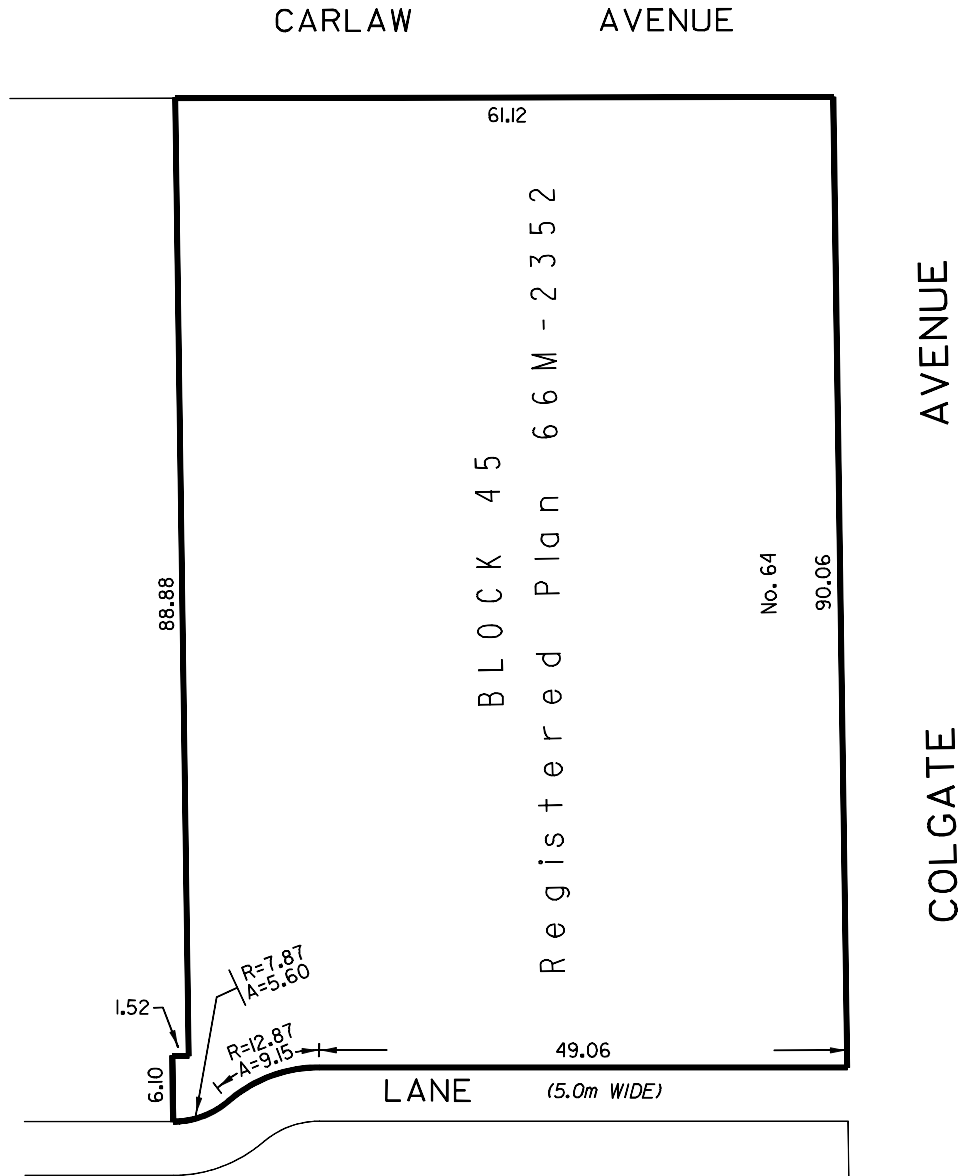 CARLAW AVENUE
61.12
COLGATE AVENUE
BLOCK 45
Registered Plan 66M-2352
88.88
No. 64
90.06
R=7.87
A=5.60
1.52
R=12.87
A=9.15
49.06
6.10
LANE (5.0m WIDE)